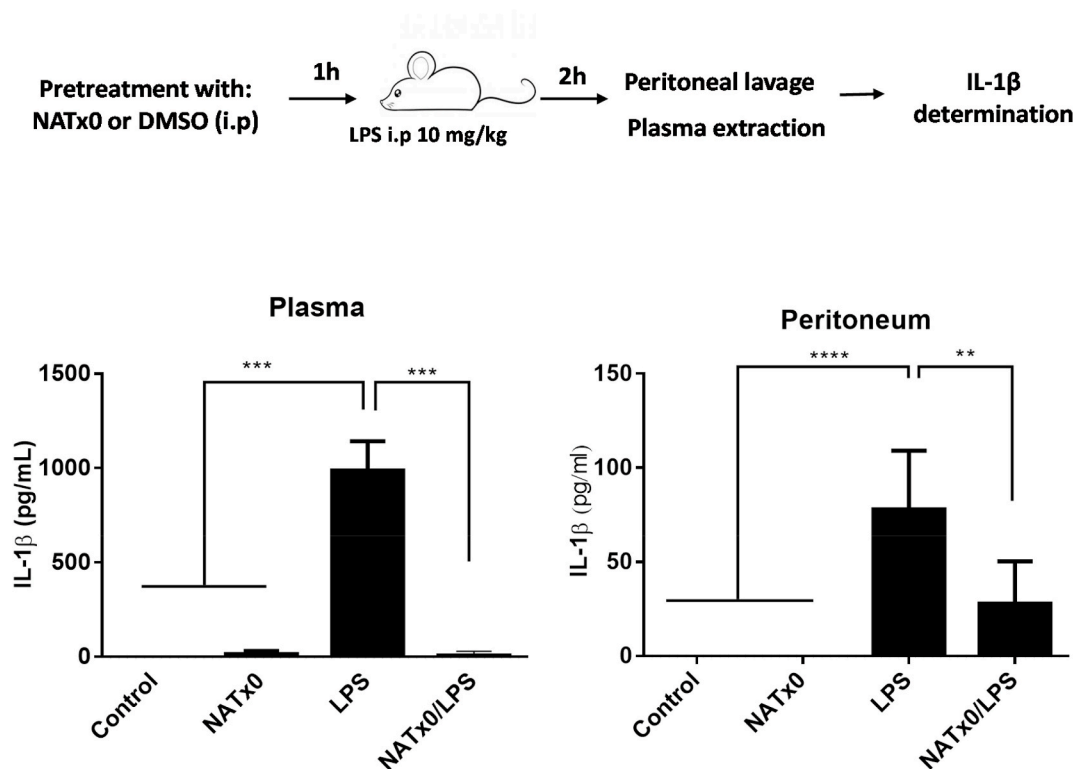 Pretreatment with:
NATx0 or DMSO (i.p)
1h
LPS i.p 10 mg/kg
2h
Peritoneal lavage
Plasma extraction
IL-1β
determination
Plasma
IL-1β (pg/mL)
1500
1000
500
0
***
***
Control
NATx0
LPS
NATx0/LPS
Peritoneum
IL-1β (pg/ml)
150
100
50
0
****
**
Control
NATx0
LPS
NATx0/LPS